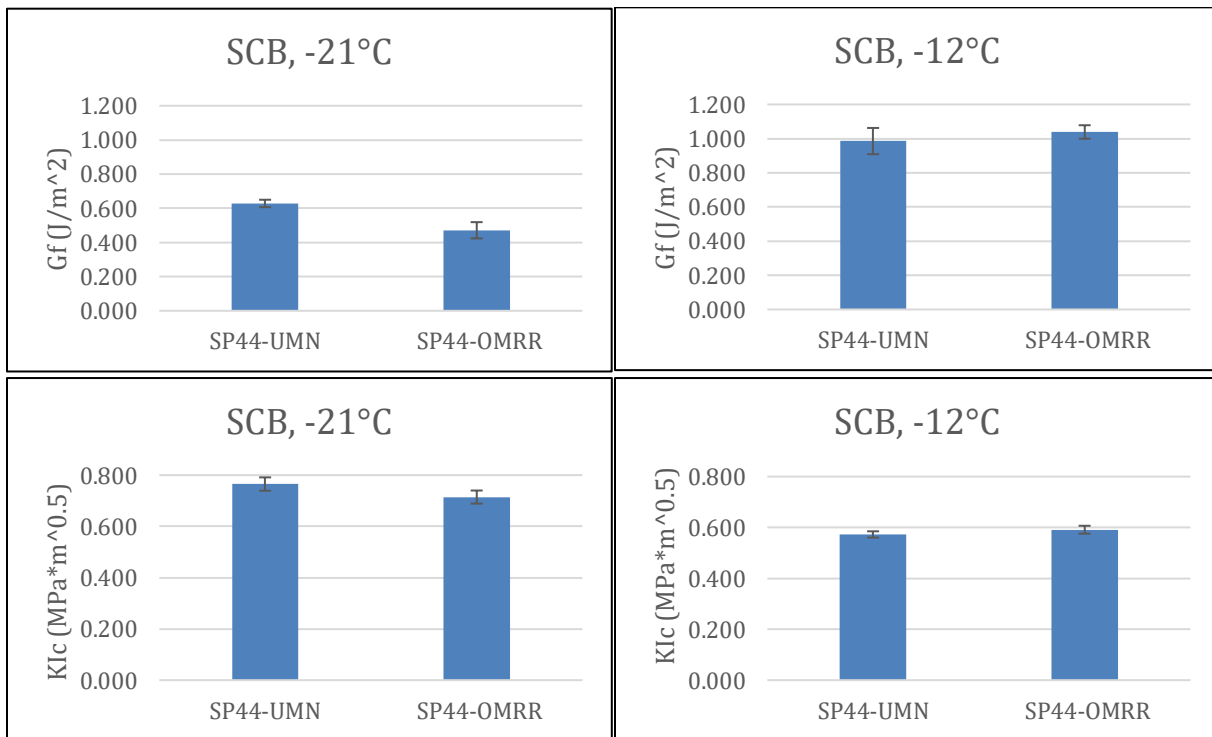 SCB, -21°C
Gf (J/m^2)
1.200
1.000
0.800
0.600
0.400
0.200
0.000
SP44-UMN SP44-OMRR
SCB, -12°C
Gf (J/m^2)
1.200
1.000
0.800
0.600
0.400
0.200
0.000
SP44-UMN SP44-OMRR
SCB, -21°C
KIc (MPa*m^0.5)
0.800
0.600
0.400
0.200
0.000
SP44-UMN SP44-OMRR
SCB, -12°C
KIc (MPa*m^0.5)
0.800
0.600
0.400
0.200
0.000
SP44-UMN SP44-OMRR